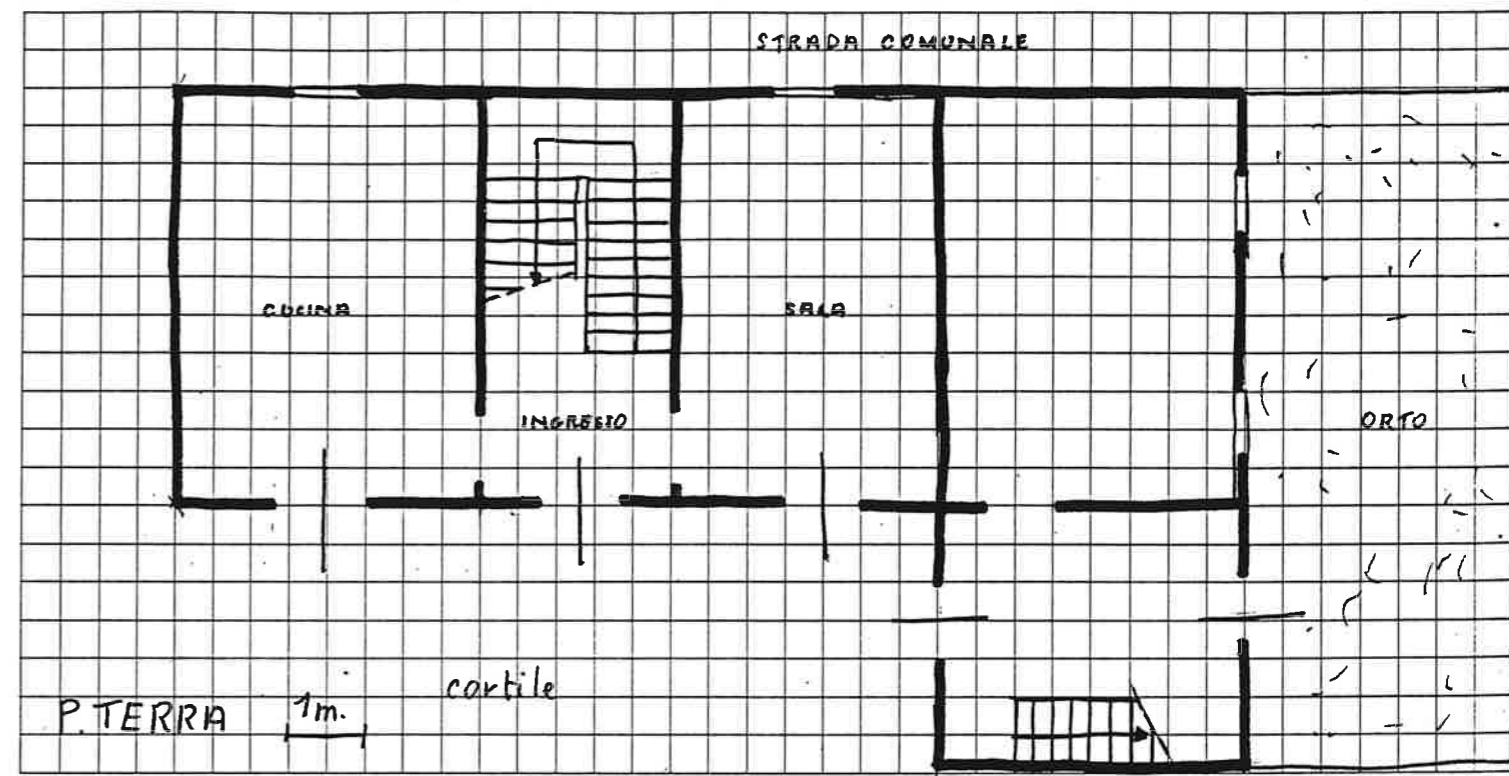 STRADA COMUNALE
CUCINA
SALA
INGRESSO
ORTO
cortile
P. TERRA
1m.